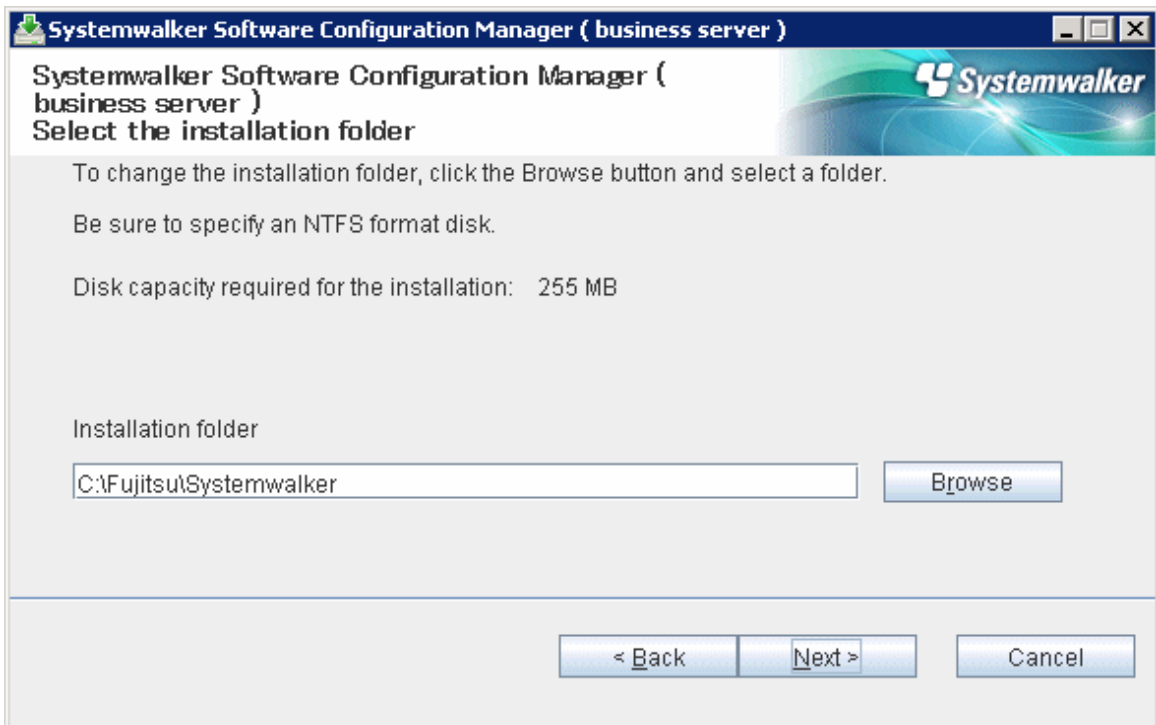 Systemwalker Software Configuration Manager ( business server )
Systemwalker Software Configuration Manager (
business server )
Select the installation folder
Systemwalker
To change the installation folder, click the Browse button and select a folder.
Be sure to specify an NTFS format disk.
Disk capacity required for the installation: 255 MB
Installation folder
C:\Fujitsu\Systemwalker
Browse
< Back
Next >
Cancel